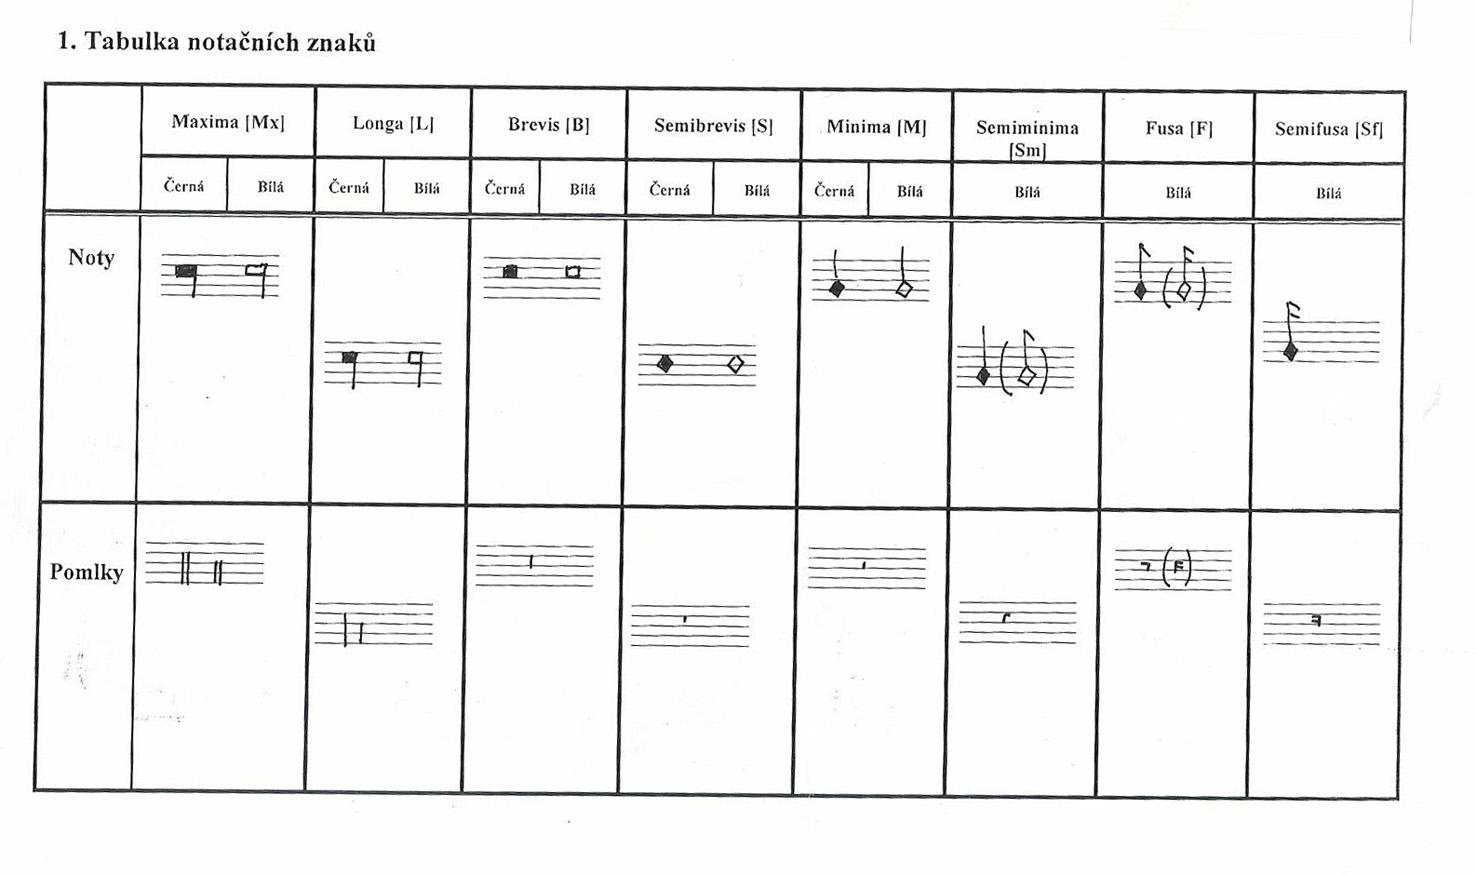 1. Tabulka notačních znaků
Maxima [Mx] Longa [L] Brevis [B] Semibrevis [S] Minima [M] Semiminima [Sm] Fusa [F] Semifusa [Sf]
Černá Bílá Černá Bílá Černá Bílá Černá Bílá Černá Bílá Bílá Bílá Bílá
Noty
Pomlky